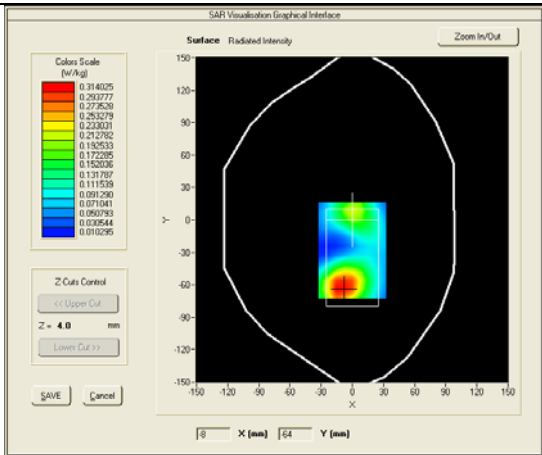 SAR Visualisation Graphical Interface
Surface Radiated Intensity
Zoom In/Out
Colors Scale
(W/kg)
0.314025
0.293777
0.273528
0.253279
0.233031
0.212782
0.192533
0.172285
0.152036
0.131787
0.111539
0.091290
0.071041
0.050793
0.030544
0.010295
150
120
90
60
30
0
-30
-60
-90
-120
-150
Y
-150 -120 -90 -60 -30 0 30 60 90 120 150
X
Z Cuts Control
<< Upper Cut
Z = 4.0 mm
Lower Cut >>
SAVE Cancel
-8 X (mm) -64 Y (mm)